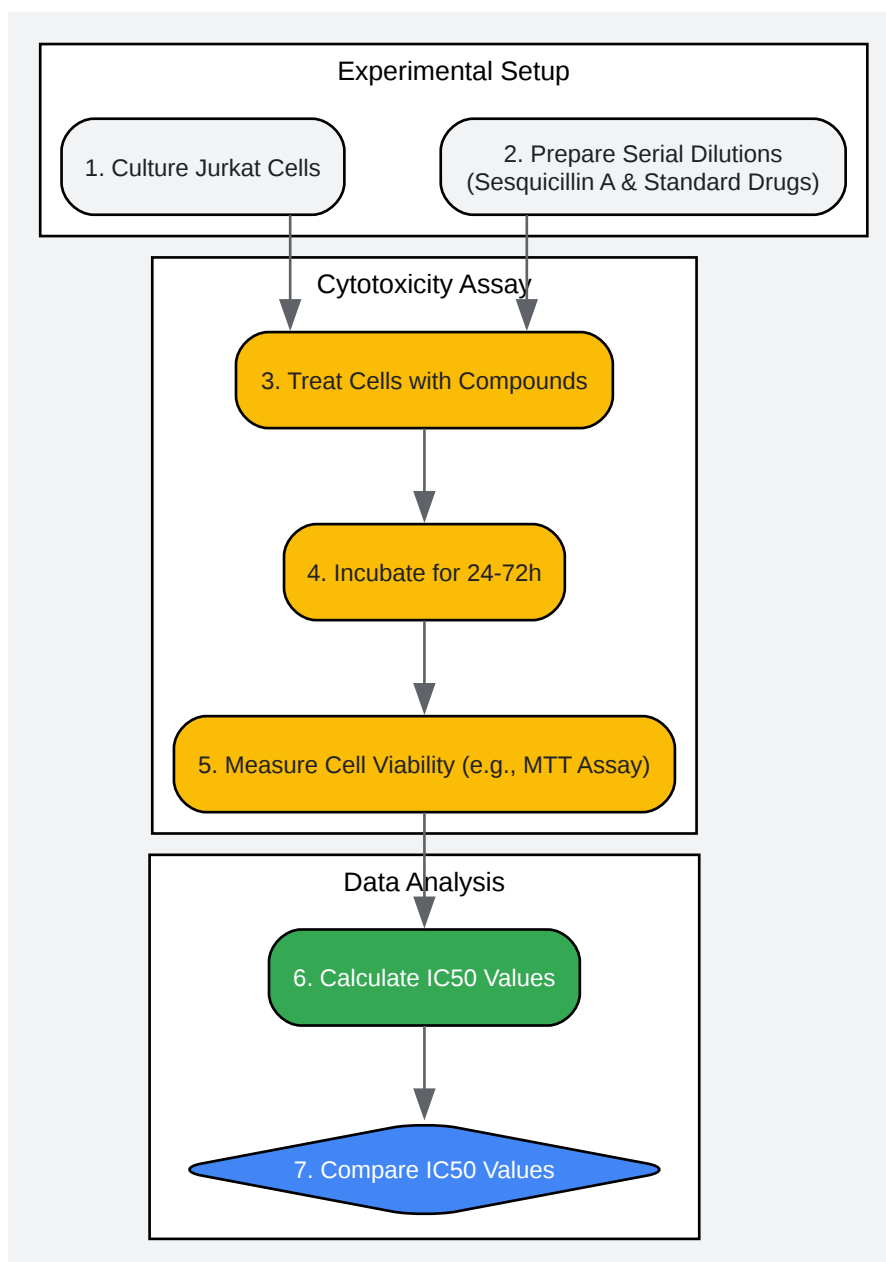 Experimental Setup
1. Culture Jurkat Cells
2. Prepare Serial Dilutions
(Sesquicillin A & Standard Drugs)
Cytotoxicity Assay
3. Treat Cells with Compounds
4. Incubate for 24-72h
5. Measure Cell Viability (e.g., MTT Assay)
Data Analysis
6. Calculate IC50 Values
7. Compare IC50 Values